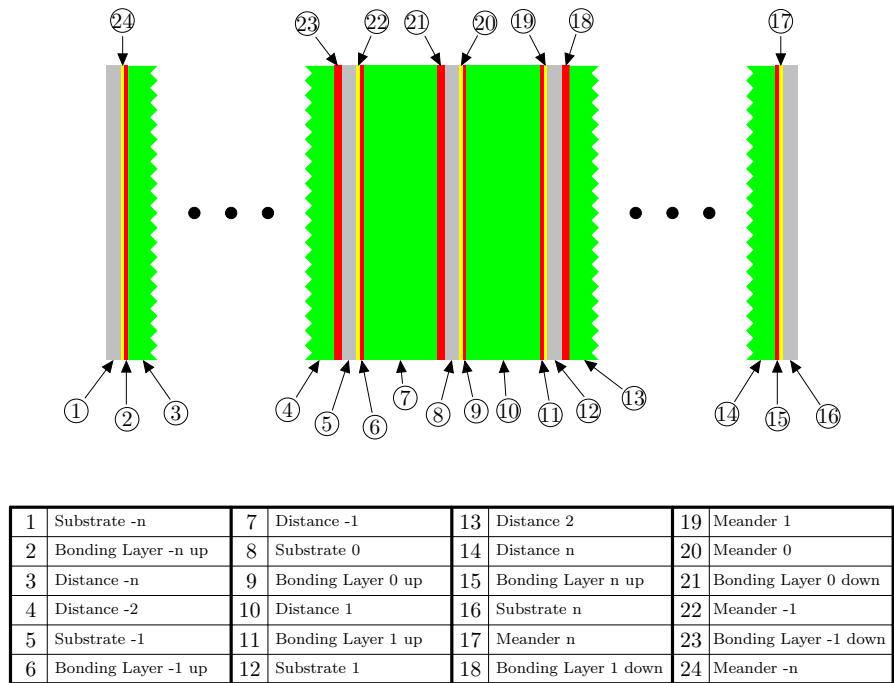 24 23 22 21 20 19 18 17
1 2 3 4 5 6 7 8 9 10 11 12 13 14 15 16
1 Substrate -n 7 Distance -1 13 Distance 2 19 Meander 1
2 Bonding Layer -n up 8 Substrate 0 14 Distance n 20 Meander 0
3 Distance -n 9 Bonding Layer 0 up 15 Bonding Layer n up 21 Bonding Layer 0 down
4 Distance -2 10 Distance 1 16 Substrate n 22 Meander -1
5 Substrate -1 11 Bonding Layer 1 up 17 Meander n 23 Bonding Layer -1 down
6 Bonding Layer -1 up 12 Substrate 1 18 Bonding Layer 1 down 24 Meander -n